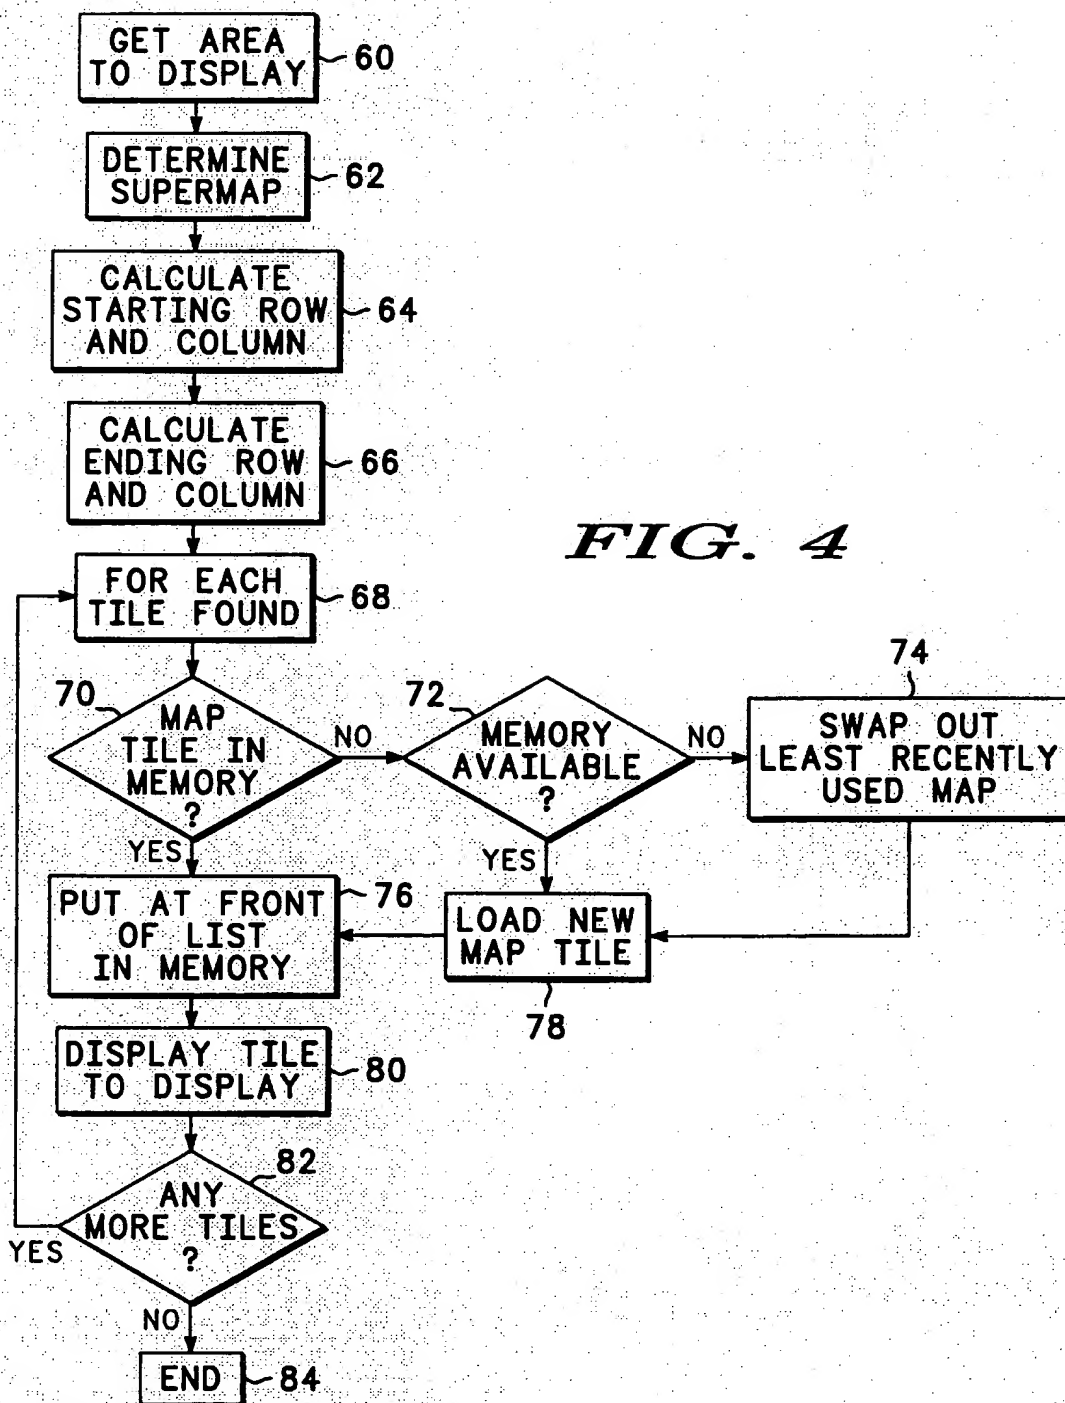 GET AREA
TO DISPLAY
60
DETERMINE
SUPERMAP
62
CALCULATE
STARTING ROW
AND COLUMN
64
CALCULATE
ENDING ROW
AND COLUMN
66
FIG. 4
FOR EACH
TILE FOUND
68
70
MAP
TILE IN
MEMORY
?
NO
YES
72
MEMORY
AVAILABLE
?
NO
YES
74
SWAP OUT
LEAST RECENTLY
USED MAP
PUT AT FRONT
OF LIST
IN MEMORY
76
LOAD NEW
MAP TILE
78
DISPLAY TILE
TO DISPLAY
80
82
ANY
MORE TILES
?
YES
NO
END
84